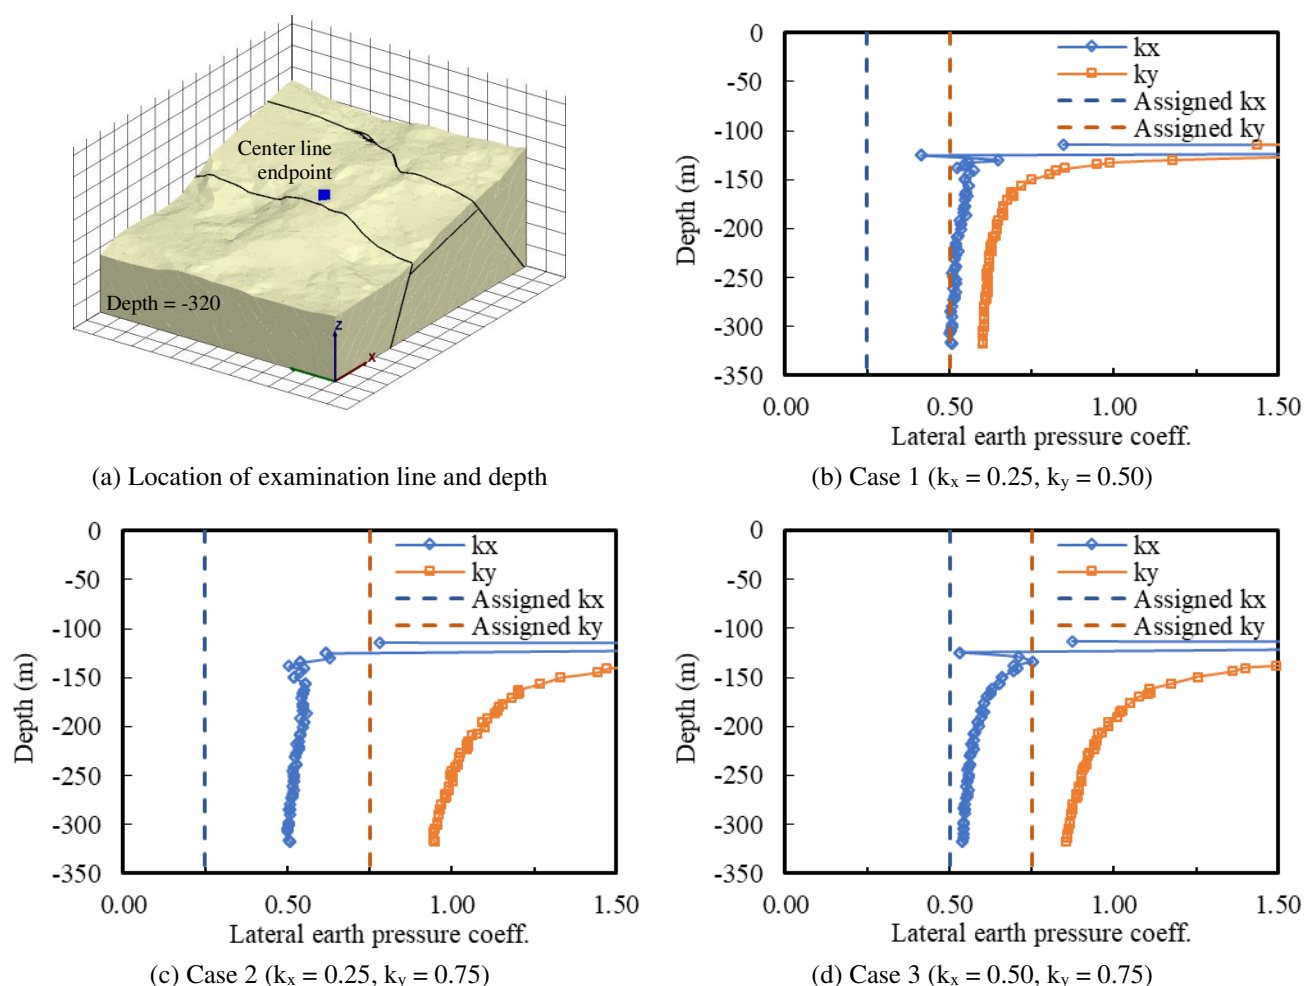 Center line
endpoint
Depth = -320
z
x
(a) Location of examination line and depth
0
-50
-100
-150
-200
-250
-300
-350
Depth (m)
kx
ky
Assigned kx
Assigned ky
0.00
0.50
1.00
1.50
Lateral earth pressure coeff.
(b) Case 1 (kₓ = 0.25, kᵧ = 0.50)
0
-50
-100
-150
-200
-250
-300
-350
Depth (m)
kx
ky
Assigned kx
Assigned ky
0.00
0.50
1.00
1.50
Lateral earth pressure coeff.
(c) Case 2 (kₓ = 0.25, kᵧ = 0.75)
0
-50
-100
-150
-200
-250
-300
-350
Depth (m)
kx
ky
Assigned kx
Assigned ky
0.00
0.50
1.00
1.50
Lateral earth pressure coeff.
(d) Case 3 (kₓ = 0.50, kᵧ = 0.75)